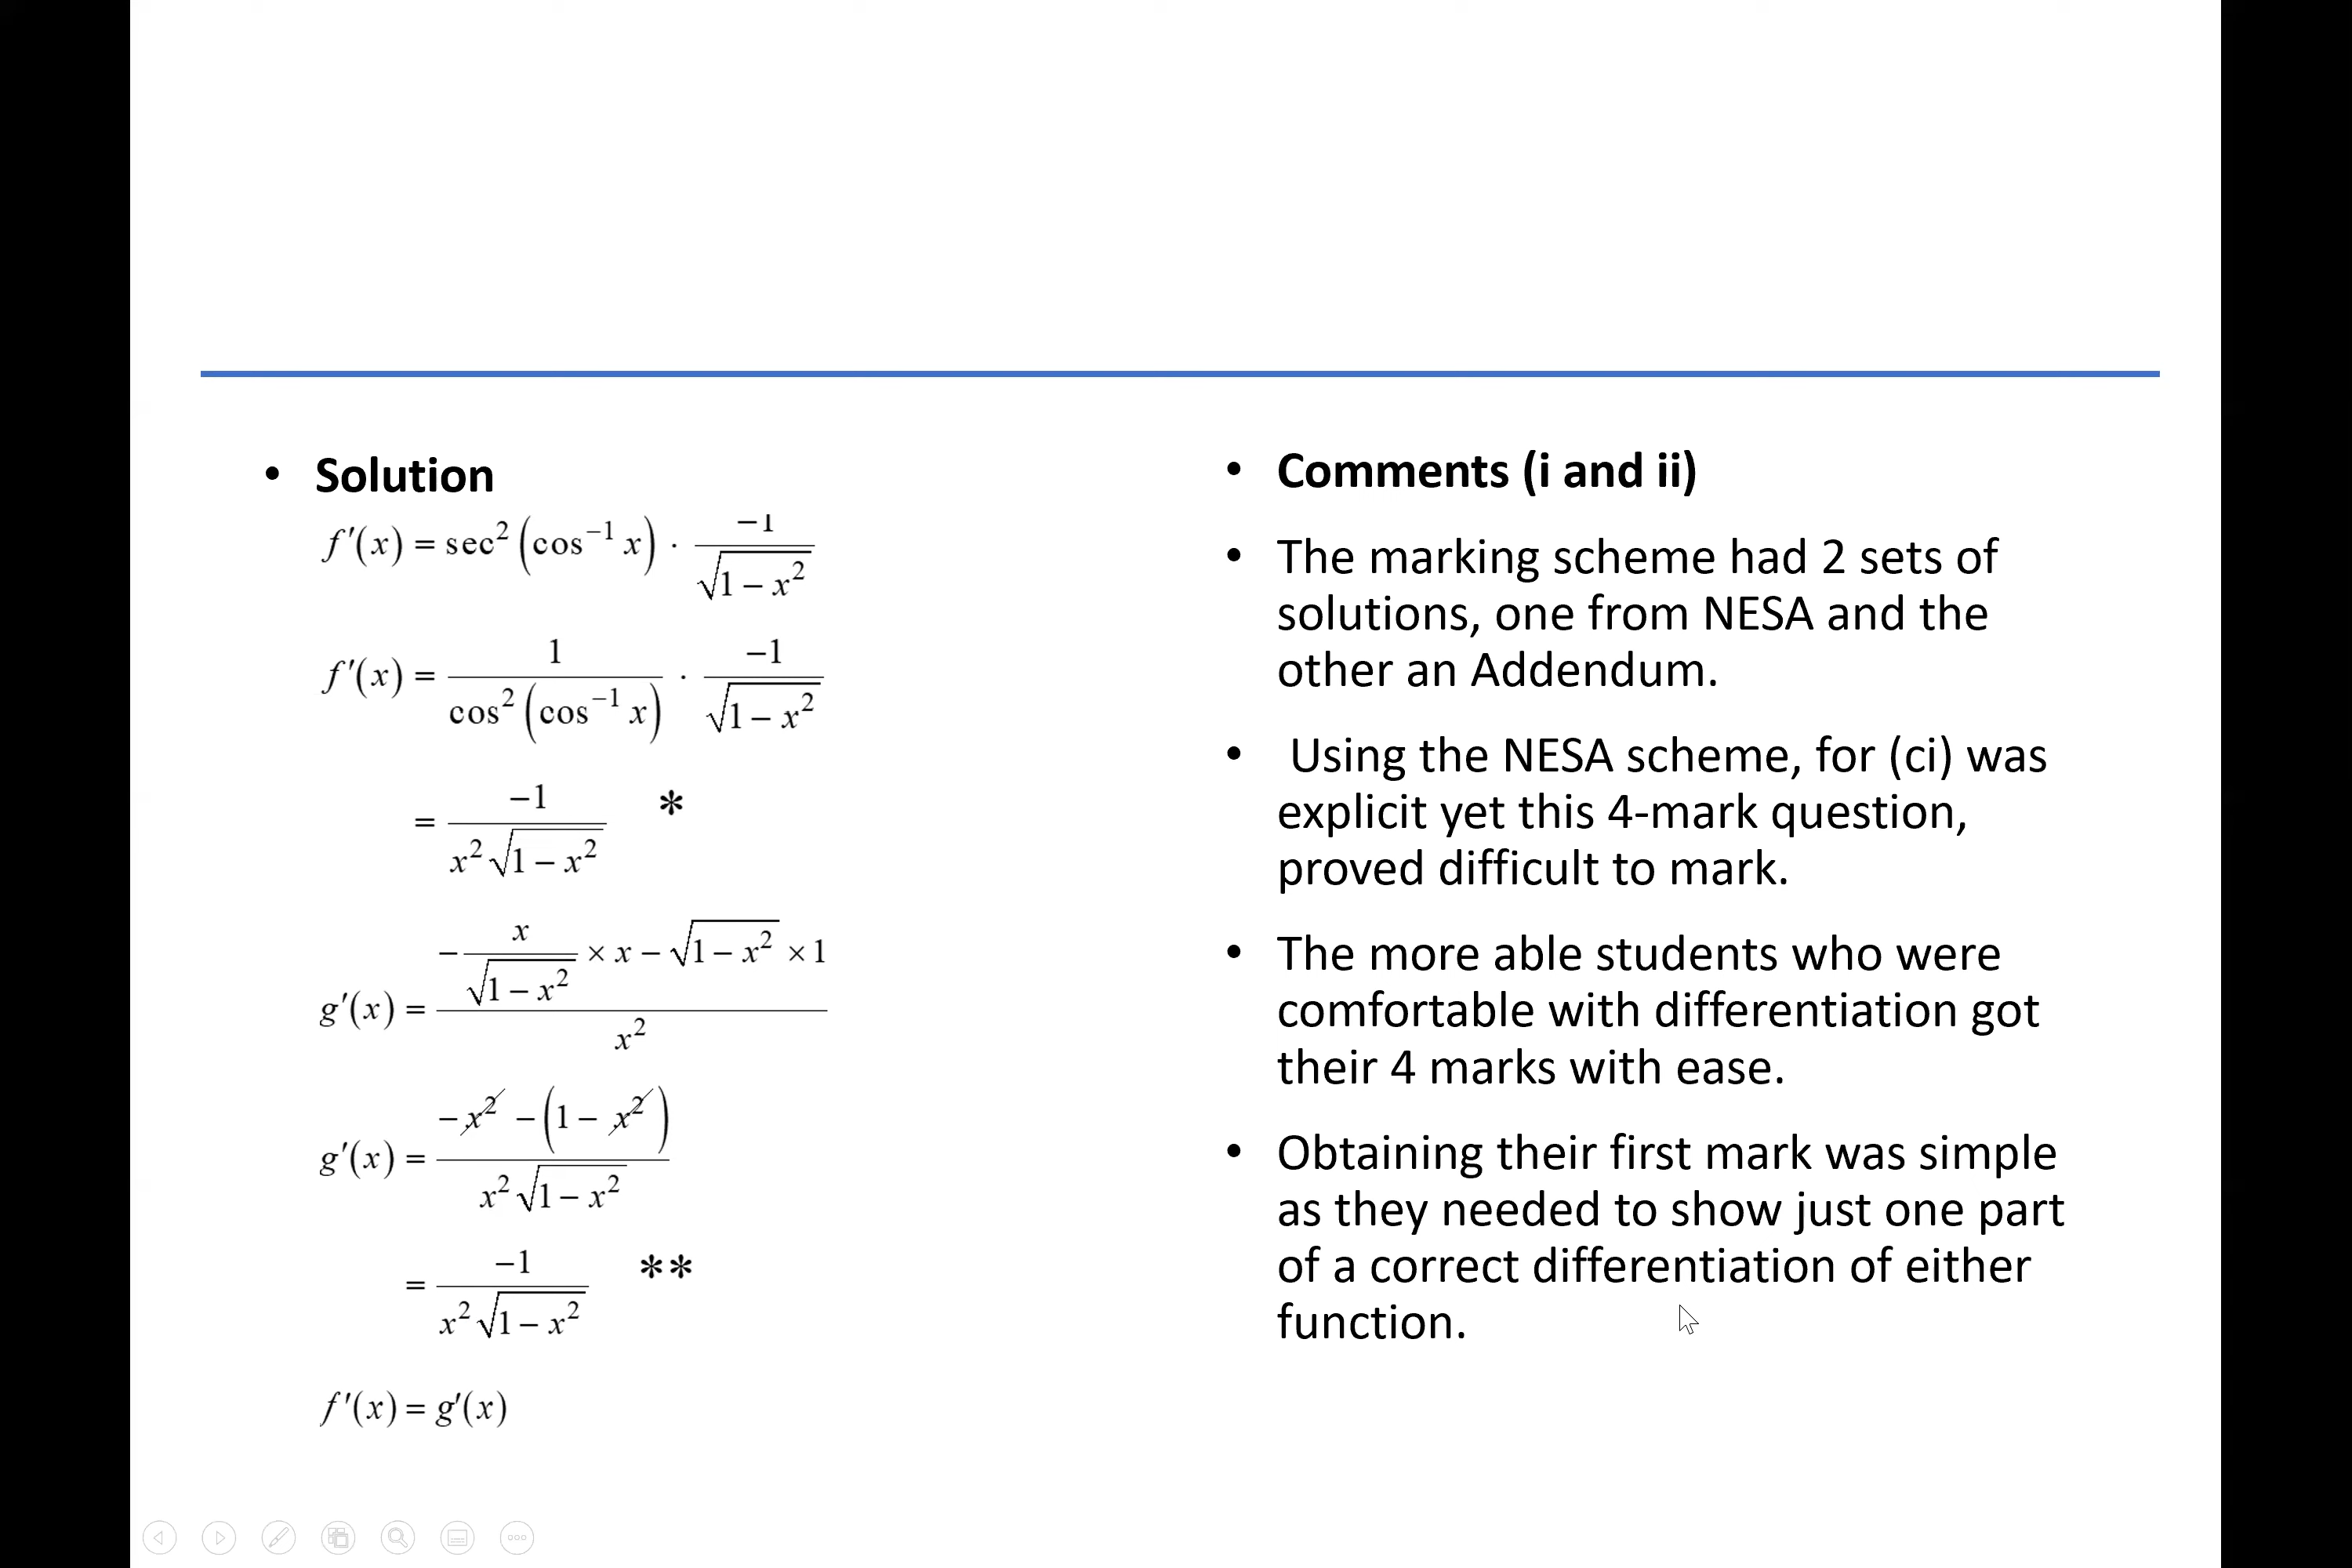 • Solution
f′(x) = sec² (cos⁻¹ x) · −1 / √(1 − x²)
f′(x) = 1 / cos² (cos⁻¹ x) · −1 / √(1 − x²)
= −1 / x²√(1 − x²) *
g′(x) = (− x / √(1 − x²) × x − √(1 − x²) × 1) / x²
g′(x) = (−x² − (1 − x²)) / x²√(1 − x²)
= −1 / x²√(1 − x²) **
f′(x) = g′(x)
• Comments (i and ii)
• The marking scheme had 2 sets of
solutions, one from NESA and the
other an Addendum.
• Using the NESA scheme, for (ci) was
explicit yet this 4-mark question,
proved difficult to mark.
• The more able students who were
comfortable with differentiation got
their 4 marks with ease.
• Obtaining their first mark was simple
as they needed to show just one part
of a correct differentiation of either
function.